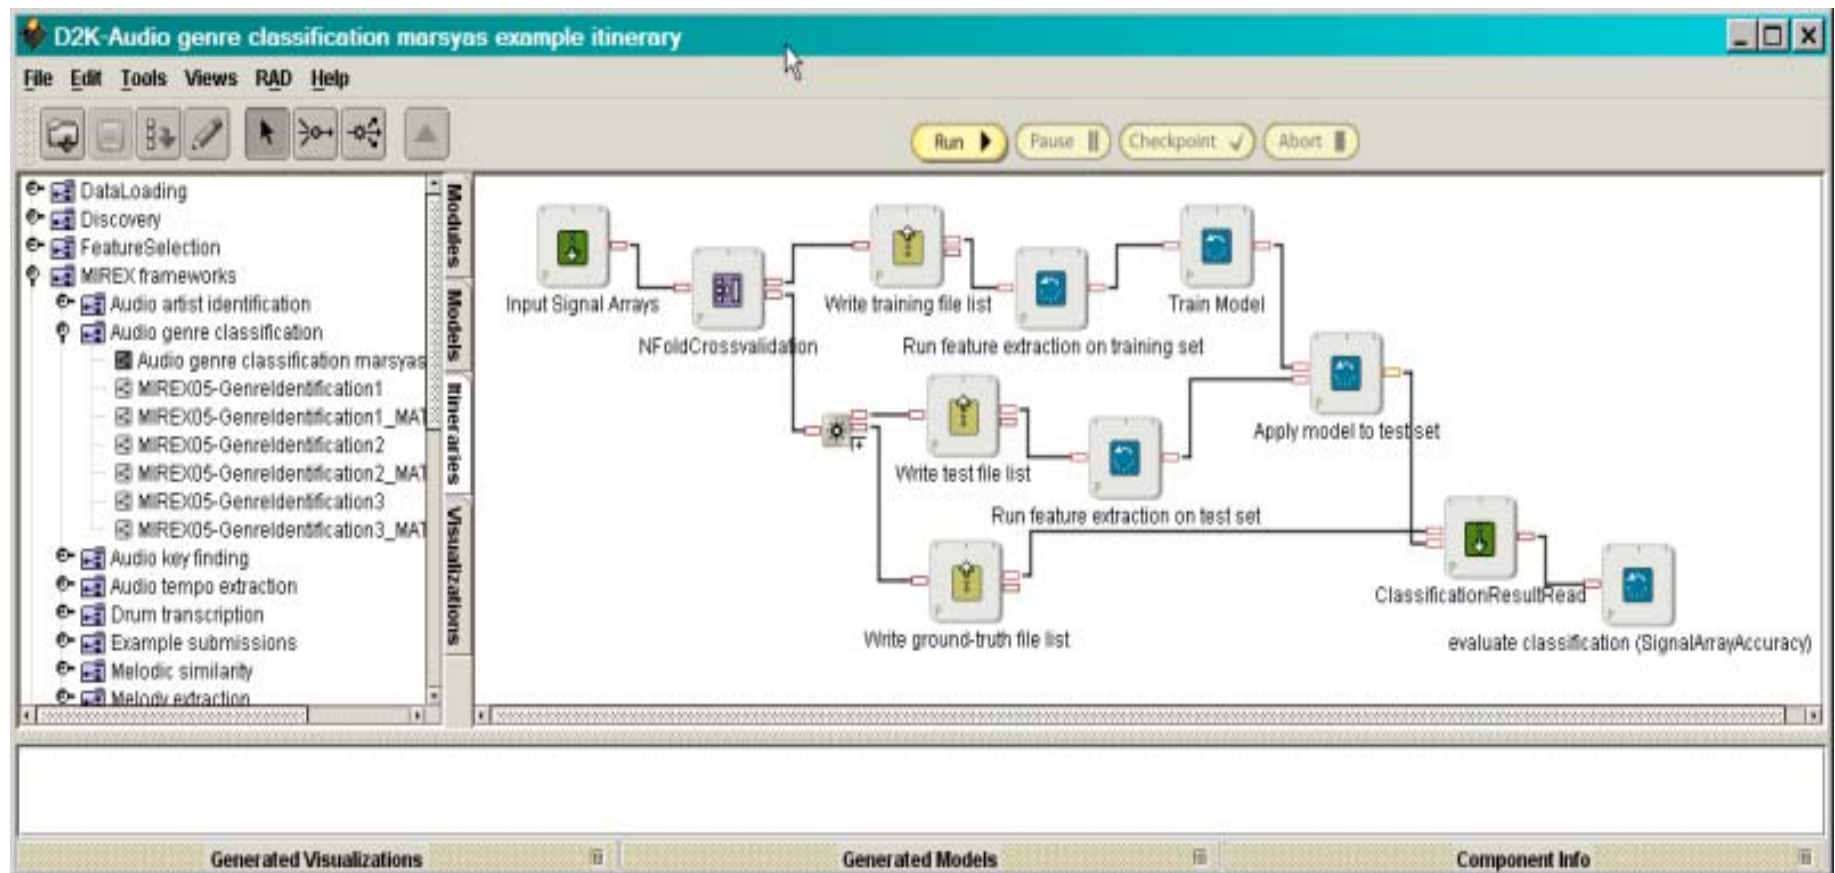 D2K-Audio genre classification marsyas example itinerary
File Edit Tools Views RAD Help
Run Pause Checkpoint Abort
DataLoading
Discovery
FeatureSelection
MIREX frameworks
Audio artist identification
Audio genre classification
Audio genre classification marsyas
MIREX05-GenreIdentification1
MIREX05-GenreIdentification1_MAT
MIREX05-GenreIdentification2
MIREX05-GenreIdentification2_MAT
MIREX05-GenreIdentification3
MIREX05-GenreIdentification3_MAT
Audio key finding
Audio tempo extraction
Drum transcription
Example submissions
Melodic similarity
Melody extraction
Modules
Models
Itineraries
Visualizations
Input Signal Arrays
NFoldCrossvalidation
Write training file list
Run feature extraction on training set
Train Model
Apply model to test set
Write test file list
Run feature extraction on test set
Write ground-truth file list
ClassificationResultRead
evaluate classification (SignalArrayAccuracy)
Generated Visualizations
Generated Models
Component Info